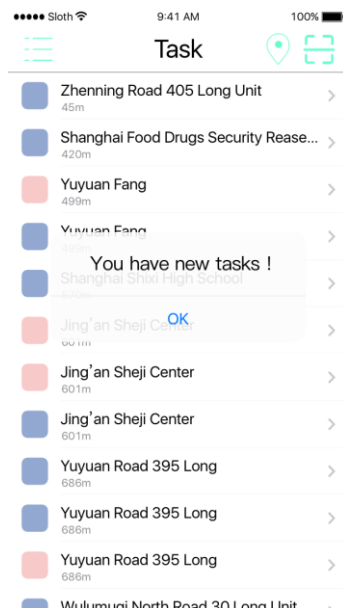 Sloth 9:41 AM 100%
Task
Zhenning Road 405 Long Unit
45m
Shanghai Food Drugs Security Rease...
420m
Yuyuan Fang
499m
Yuyuan Fang
499m
You have new tasks !
Shanghai Shixi High School
570m
OK
Jing'an Sheji Center
601m
Jing'an Sheji Center
601m
Jing'an Sheji Center
601m
Yuyuan Road 395 Long
686m
Yuyuan Road 395 Long
686m
Yuyuan Road 395 Long
686m
Wulumuqi North Road 30 Long Unit